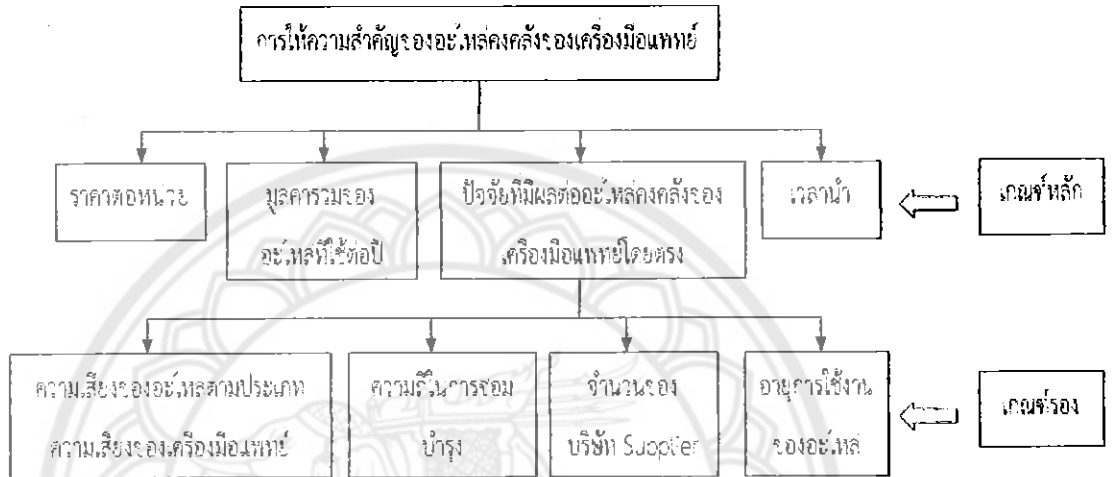 การให้ความสำคัญของอะไหล่คงคลังของเครื่องมือแพทย์
ราคาต่อหน่วย
มูลค่ารวมของ
อะไหล่ที่ใช้ต่อปี
ปัจจัยที่มีผลต่ออะไหล่คงคลังของ
เครื่องมือแพทย์โดยตรง
เวลานำ
เกณฑ์หลัก
ความเสี่ยงของอะไหล่ตามประเภท
ความเสี่ยงของเครื่องมือแพทย์
ความถี่ในการซ่อม
บำรุง
จำนวนของ
บริษัท Supplier
อายุการใช้งาน
ของอะไหล่
เกณฑ์รอง